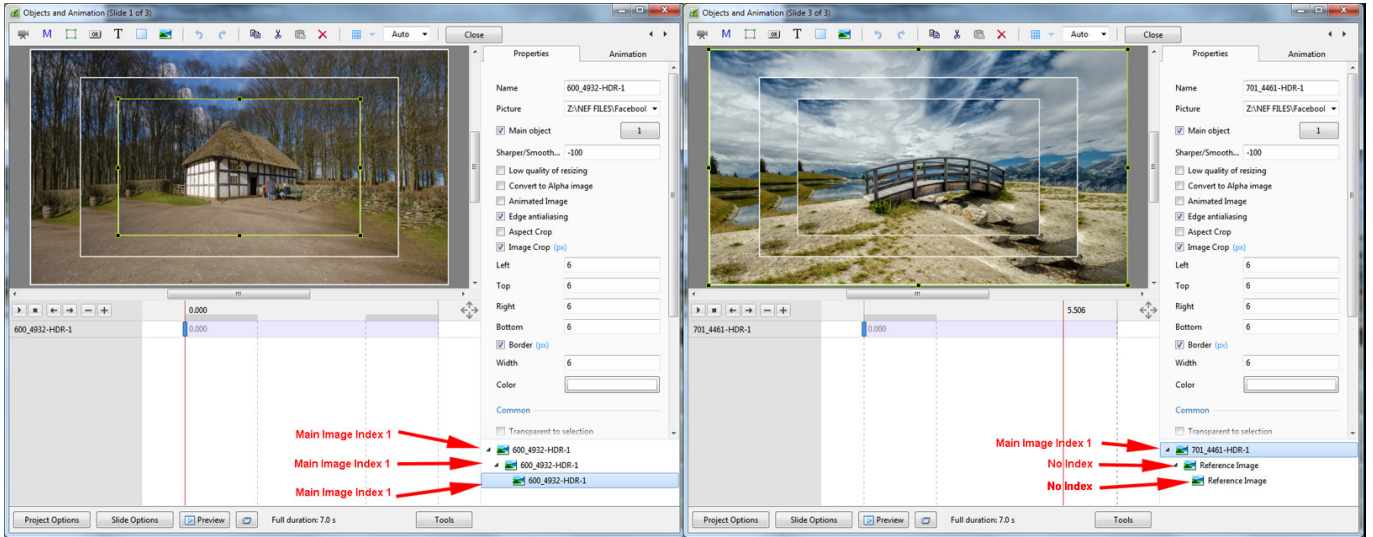 Objects and Animation (Slide 1 of 3)
M OK T Auto Close
Properties Animation
Name 600_4932-HDR-1
Picture Z:\NEF FILES\Facebool
Main object 1
Sharper/Smooth... -100
Low quality of resizing
Convert to Alpha image
Animated Image
Edge antialiasing
Aspect Crop
Image Crop (px)
Left 6
Top 6
Right 6
Bottom 6
Border (px)
Width 6
Color
Common
Transparent to selection
0.000
600_4932-HDR-1 0.000
Main Image Index 1 600_4932-HDR-1
Main Image Index 1 600_4932-HDR-1
Main Image Index 1 600_4932-HDR-1
Project Options Slide Options Preview Full duration: 7.0 s Tools
Objects and Animation (Slide 3 of 3)
M OK T Auto Close
Properties Animation
Name 701_4461-HDR-1
Picture Z:\NEF FILES\Facebool
Main object 1
Sharper/Smooth... -100
Low quality of resizing
Convert to Alpha image
Animated Image
Edge antialiasing
Aspect Crop
Image Crop (px)
Left 6
Top 6
Right 6
Bottom 6
Border (px)
Width 6
Color
Common
Transparent to selection
5.506
701_4461-HDR-1 0.000
Main Image Index 1 701_4461-HDR-1
No Index Reference Image
No Index Reference Image
Project Options Slide Options Preview Full duration: 7.0 s Tools